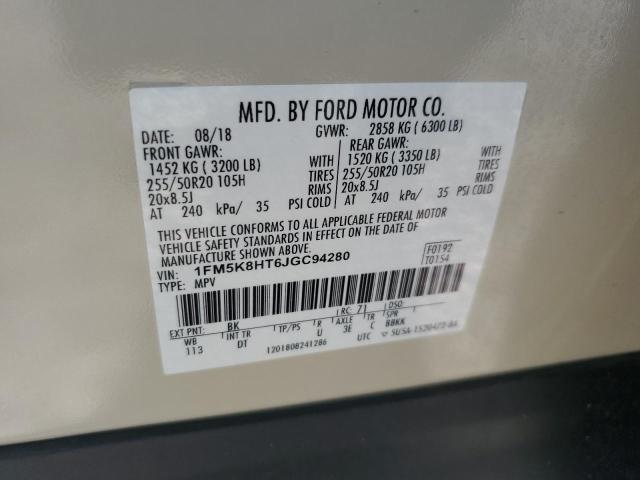 MFD. BY FORD MOTOR CO.
DATE: 08/18 GVWR: 2858 KG ( 6300 LB)
FRONT GAWR: REAR GAWR:
1452 KG ( 3200 LB) WITH 1520 KG ( 3350 LB) WITH
255/50R20 105H TIRES 255/50R20 105H TIRES
20x8.5J RIMS 20x8.5J RIMS
AT 240 kPa/ 35 PSI COLD AT 240 kPa/ 35 PSI COLD
THIS VEHICLE CONFORMS TO ALL APPLICABLE FEDERAL MOTOR
VEHICLE SAFETY AND BUMPER STANDARDS IN EFFECT ON THE DATE OF
MANUFACTURE SHOWN ABOVE.
VIN: 1FM5K8HT6JGC94280 F0192
TYPE: MPV T0154
EXT PNT: BK RC: 71 DSO:
WB INT TR TP/PS R AXLE TR SPR
113 DT U 3E C BBKK
1201808241286 UTC